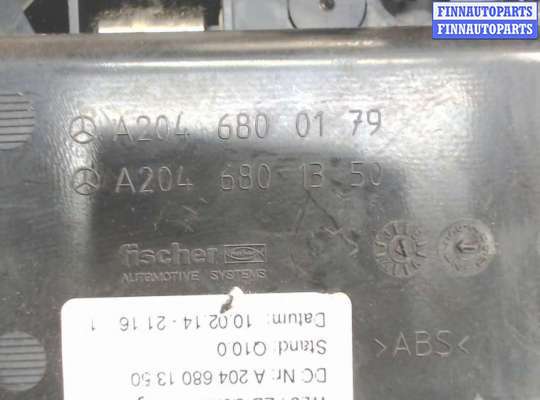 FINNAUTOPARTS
FINNAUTOPARTS
A204 680 01 79
A204 680 13 50
fischer
AUTOMOTIVE SYSTEMS
>ABS<
Datum: 10.02.14 - 21:16 1
Stand: Q10.0
DC Nr: A 204 680 13 50